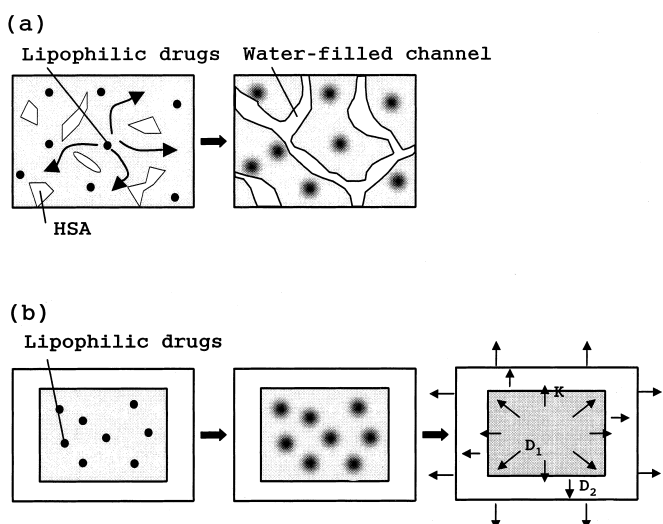 (a)
Lipophilic drugs
Water-filled channel
HSA
(b)
Lipophilic drugs
K
D1
D2